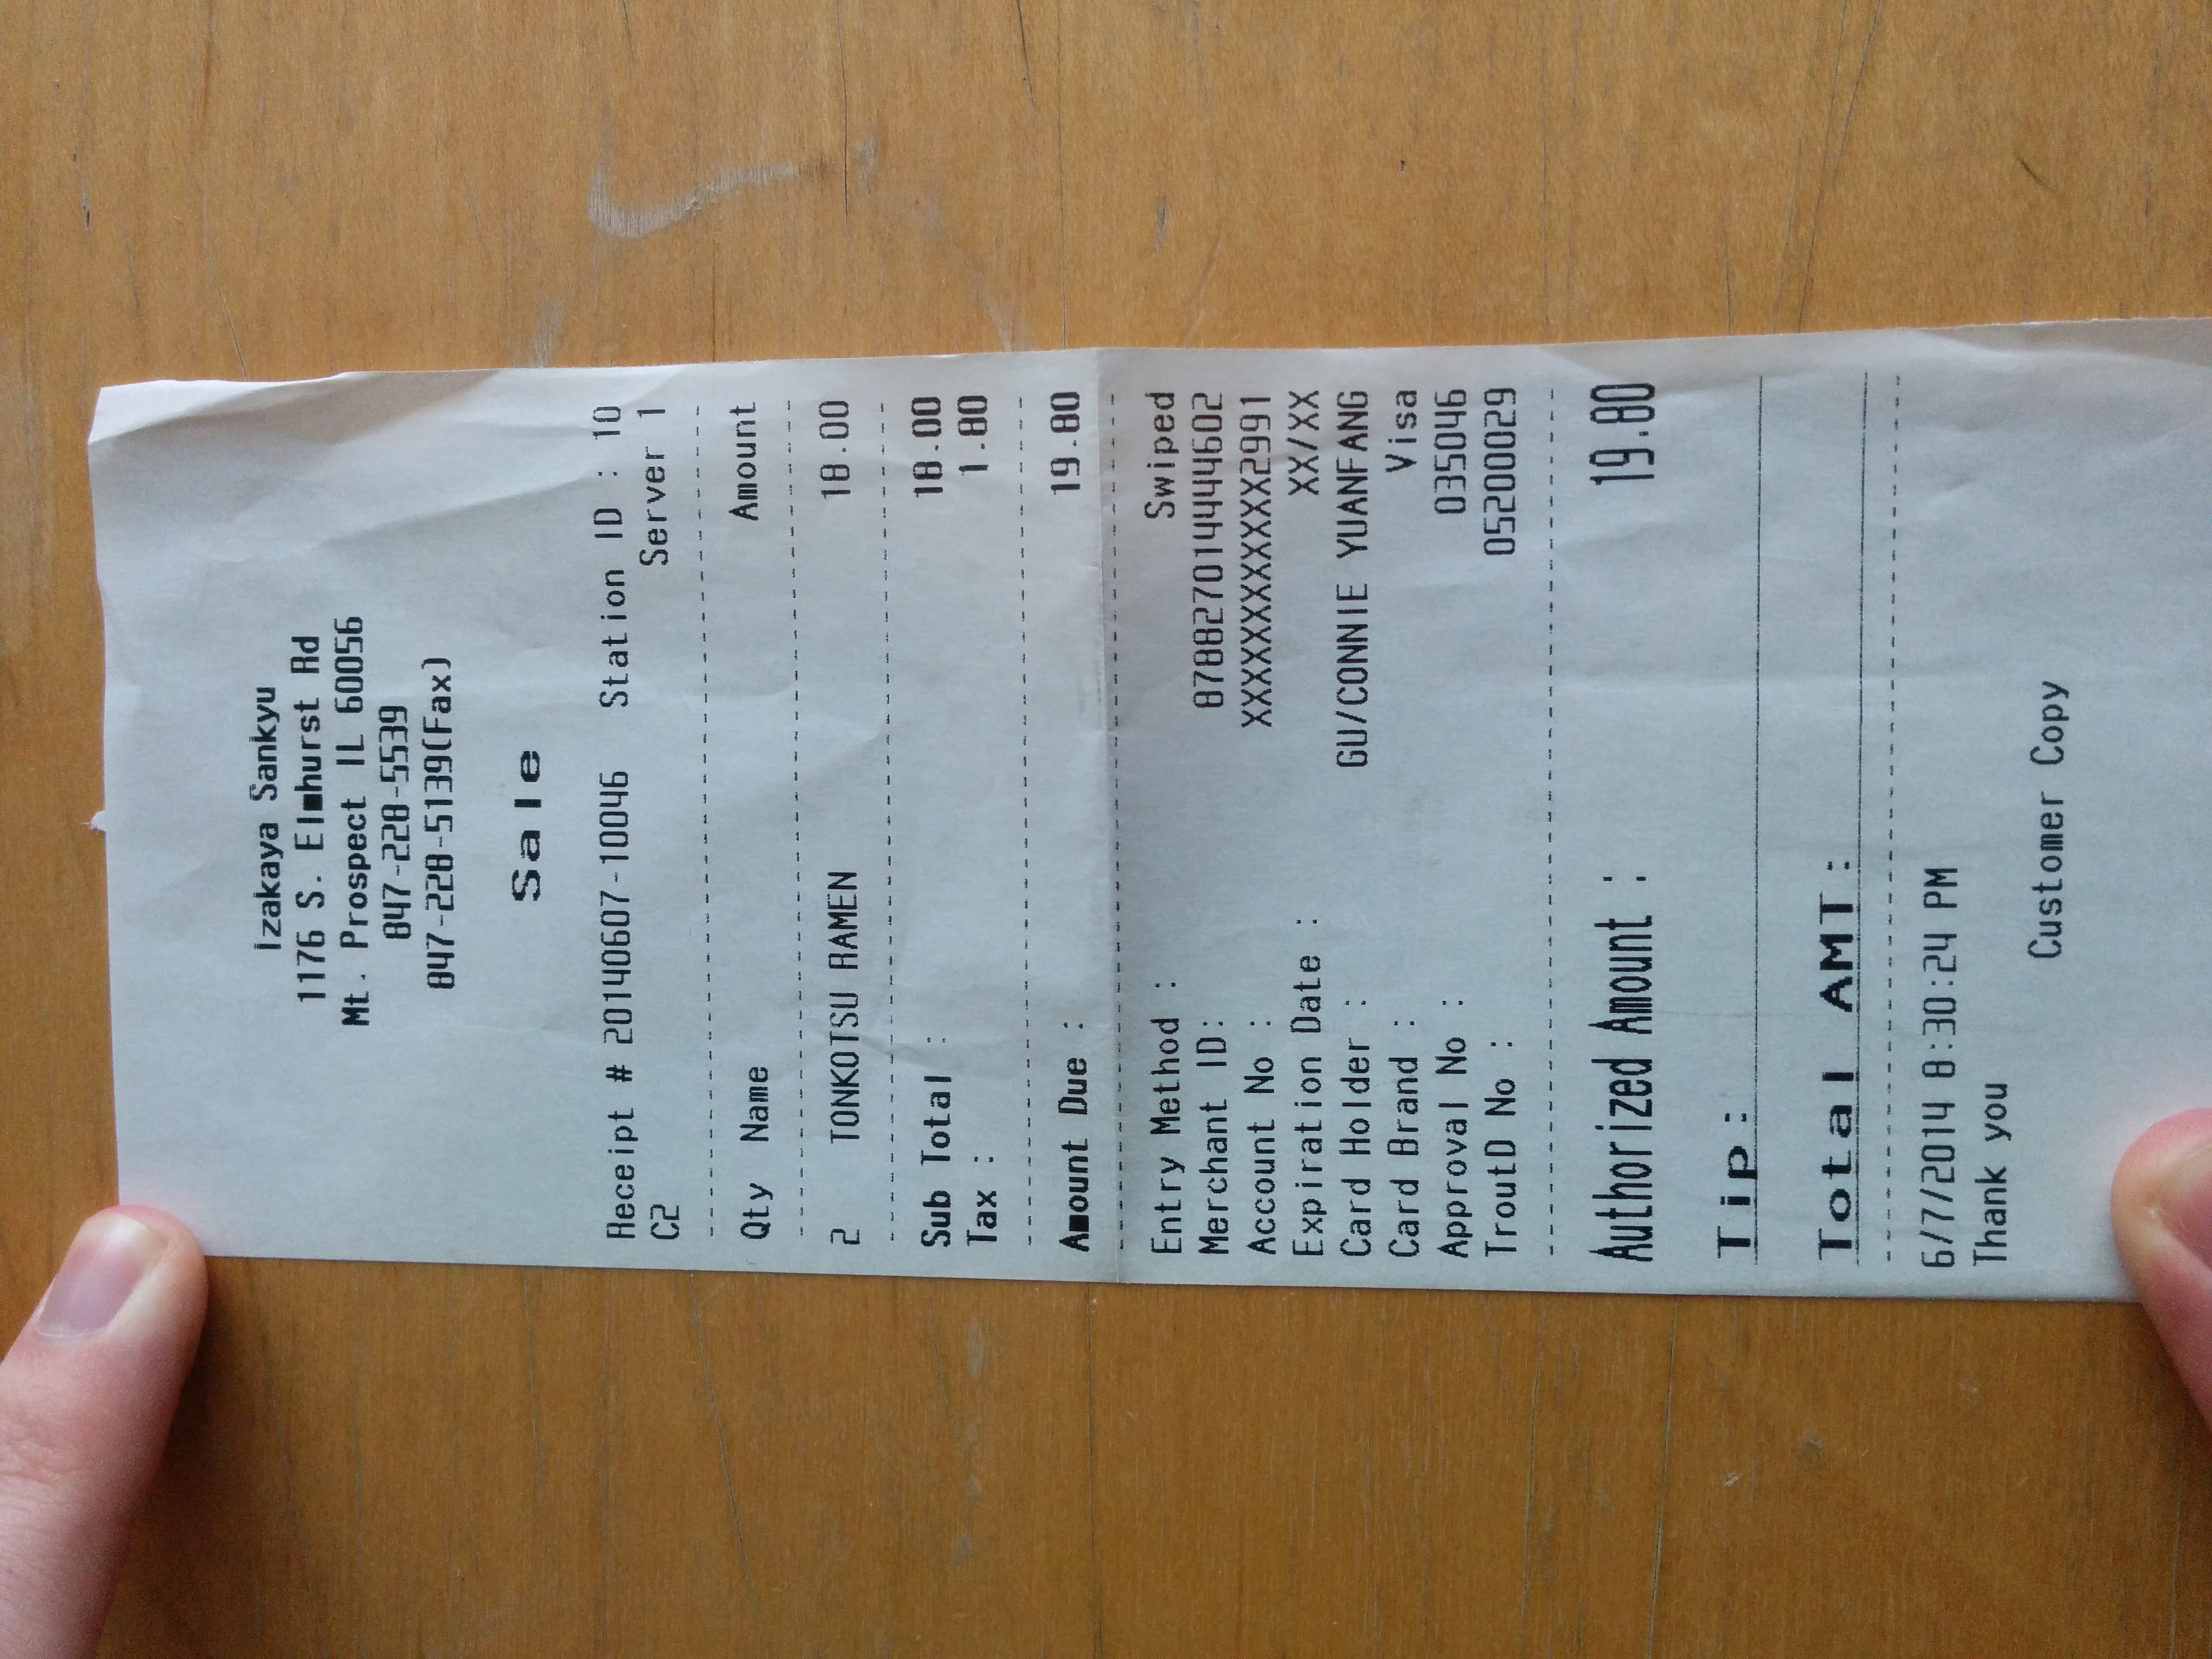 Izakaya Sankyu
1176 S. Elmhurst Rd
Mt. Prospect IL 60056
847-228-5539
847-228-5139(Fax)
Sale
Receipt # 20140607-10046 Station ID : 10
C2 Server 1
Qty Name Amount
2 TONKOTSU RAMEN 18.00
Sub Total : 18.00
Tax : 1.80
Amount Due : 19.80
Entry Method : Swiped
Merchant ID: 8788270144602
Account No : XXXXXXXXXXXX2991
Expiration Date : XX/XX
Card Holder : GU/CONNIE YUANFANG
Card Brand : Visa
Approval No : 035046
TroutD No : 05200029
Authorized Amount : 19.80
Tip:
Total AMT:
6/7/2014 8:30:24 PM
Thank you
Customer Copy